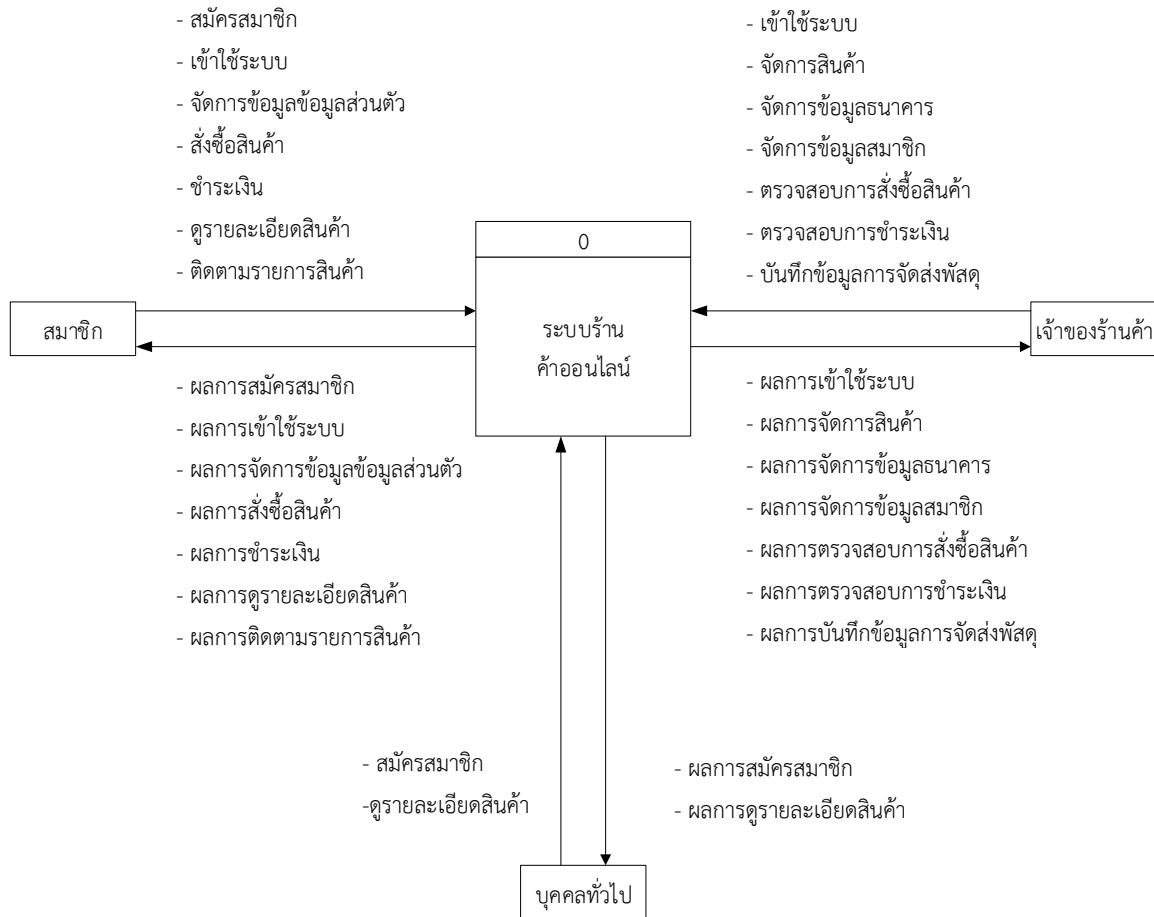 - สมัครสมาชิก
- เข้าใช้ระบบ
- จัดการข้อมูลข้อมูลส่วนตัว
- สั่งซื้อสินค้า
- ชำระเงิน
- ดูรายละเอียดสินค้า
- ติดตามรายการสินค้า
- เข้าใช้ระบบ
- จัดการสินค้า
- จัดการข้อมูลธนาคาร
- จัดการข้อมูลสมาชิก
- ตรวจสอบการสั่งซื้อสินค้า
- ตรวจสอบการชำระเงิน
- บันทึกข้อมูลการจัดส่งพัสดุ
0
สมาชิก
ระบบร้าน
ค้าออนไลน์
เจ้าของร้านค้า
- ผลการสมัครสมาชิก
- ผลการเข้าใช้ระบบ
- ผลการจัดการข้อมูลข้อมูลส่วนตัว
- ผลการสั่งซื้อสินค้า
- ผลการชำระเงิน
- ผลการดูรายละเอียดสินค้า
- ผลการติดตามรายการสินค้า
- ผลการเข้าใช้ระบบ
- ผลการจัดการสินค้า
- ผลการจัดการข้อมูลธนาคาร
- ผลการจัดการข้อมูลสมาชิก
- ผลการตรวจสอบการสั่งซื้อสินค้า
- ผลการตรวจสอบการชำระเงิน
- ผลการบันทึกข้อมูลการจัดส่งพัสดุ
- สมัครสมาชิก
-ดูรายละเอียดสินค้า
- ผลการสมัครสมาชิก
- ผลการดูรายละเอียดสินค้า
บุคคลทั่วไป